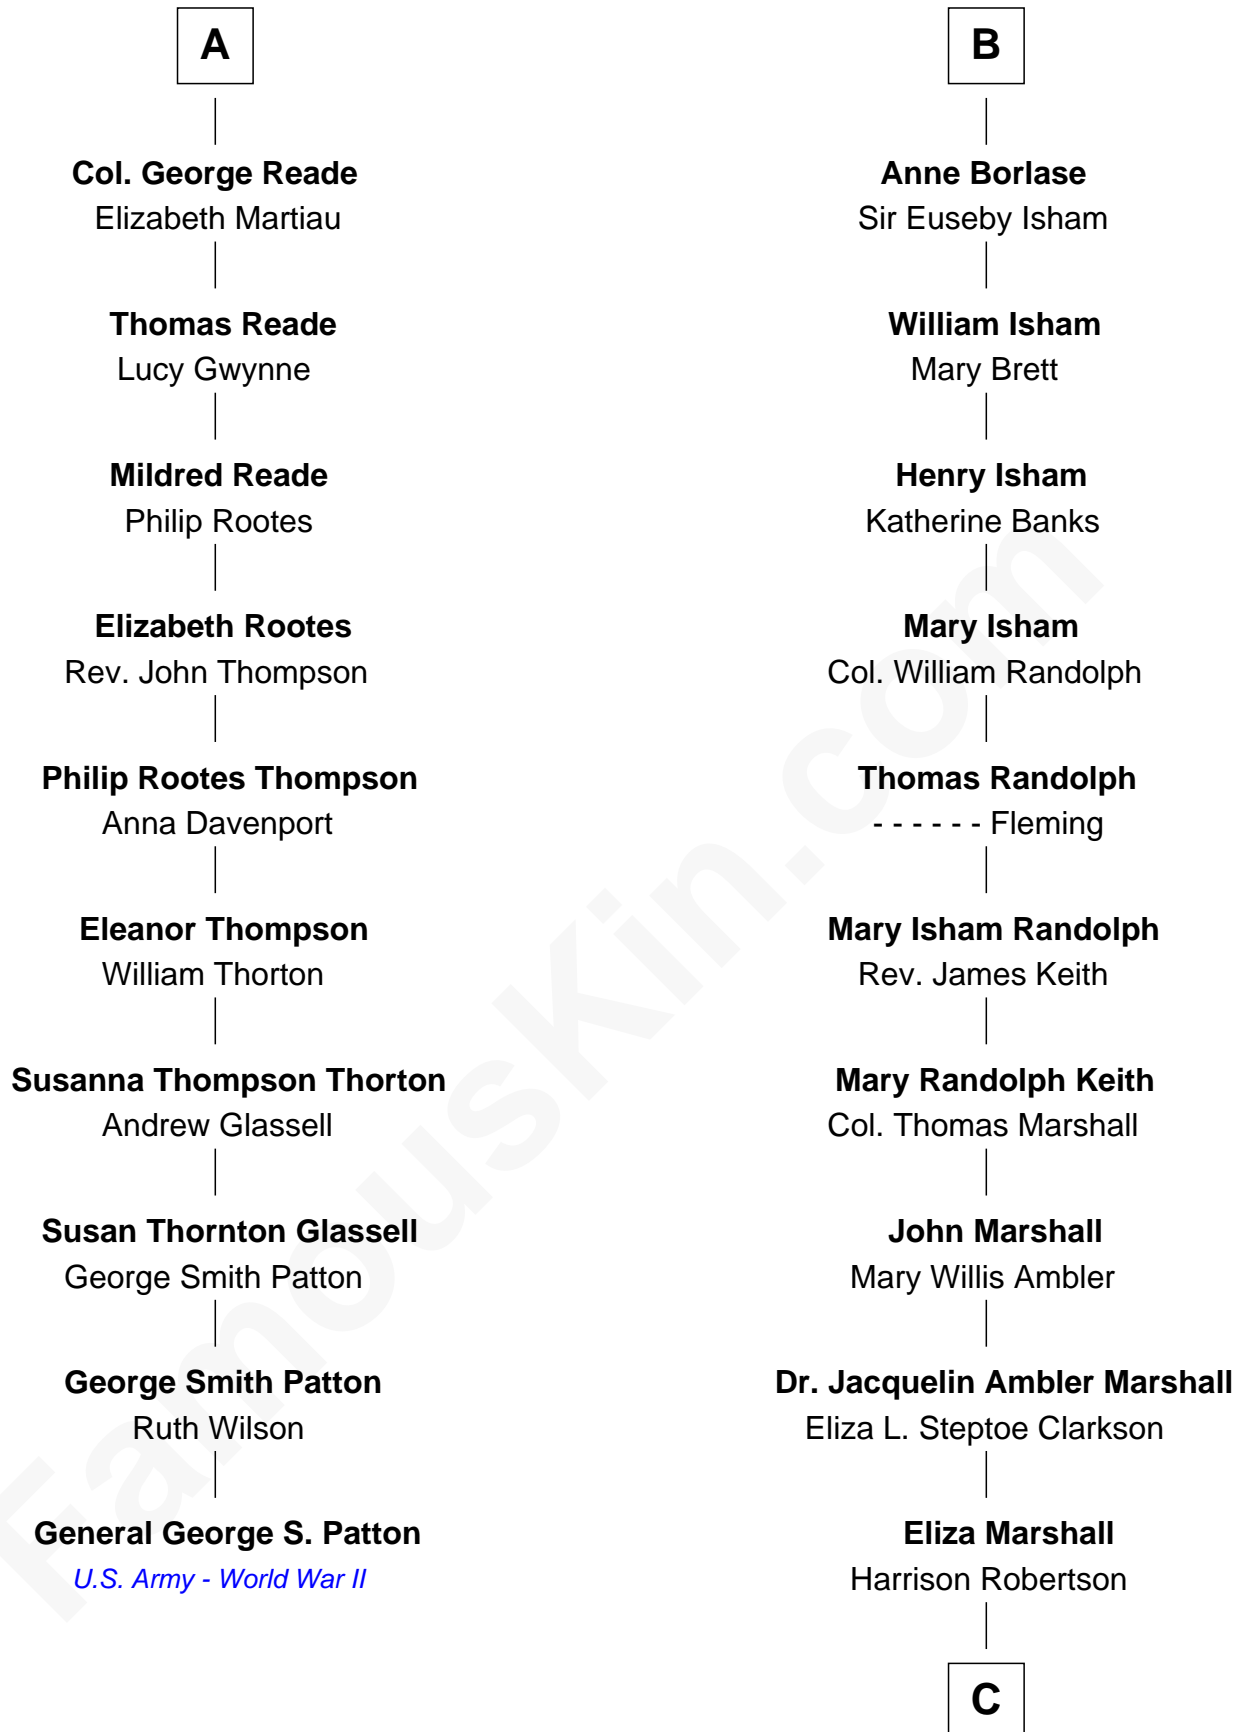 A
Col. George Reade
Elizabeth Martiau
Thomas Reade
Lucy Gwynne
Mildred Reade
Philip Rootes
Elizabeth Rootes
Rev. John Thompson
Philip Rootes Thompson
Anna Davenport
Eleanor Thompson
William Thorton
Susanna Thompson Thorton
Andrew Glassell
Susan Thornton Glassell
George Smith Patton
George Smith Patton
Ruth Wilson
General George S. Patton
U.S. Army - World War II
B
Anne Borlase
Sir Euseby Isham
William Isham
Mary Brett
Henry Isham
Katherine Banks
Mary Isham
Col. William Randolph
Thomas Randolph
- - - - - - Fleming
Mary Isham Randolph
Rev. James Keith
Mary Randolph Keith
Col. Thomas Marshall
John Marshall
Mary Willis Ambler
Dr. Jacquelin Ambler Marshall
Eliza L. Steptoe Clarkson
Eliza Marshall
Harrison Robertson
C
FamousKin.com